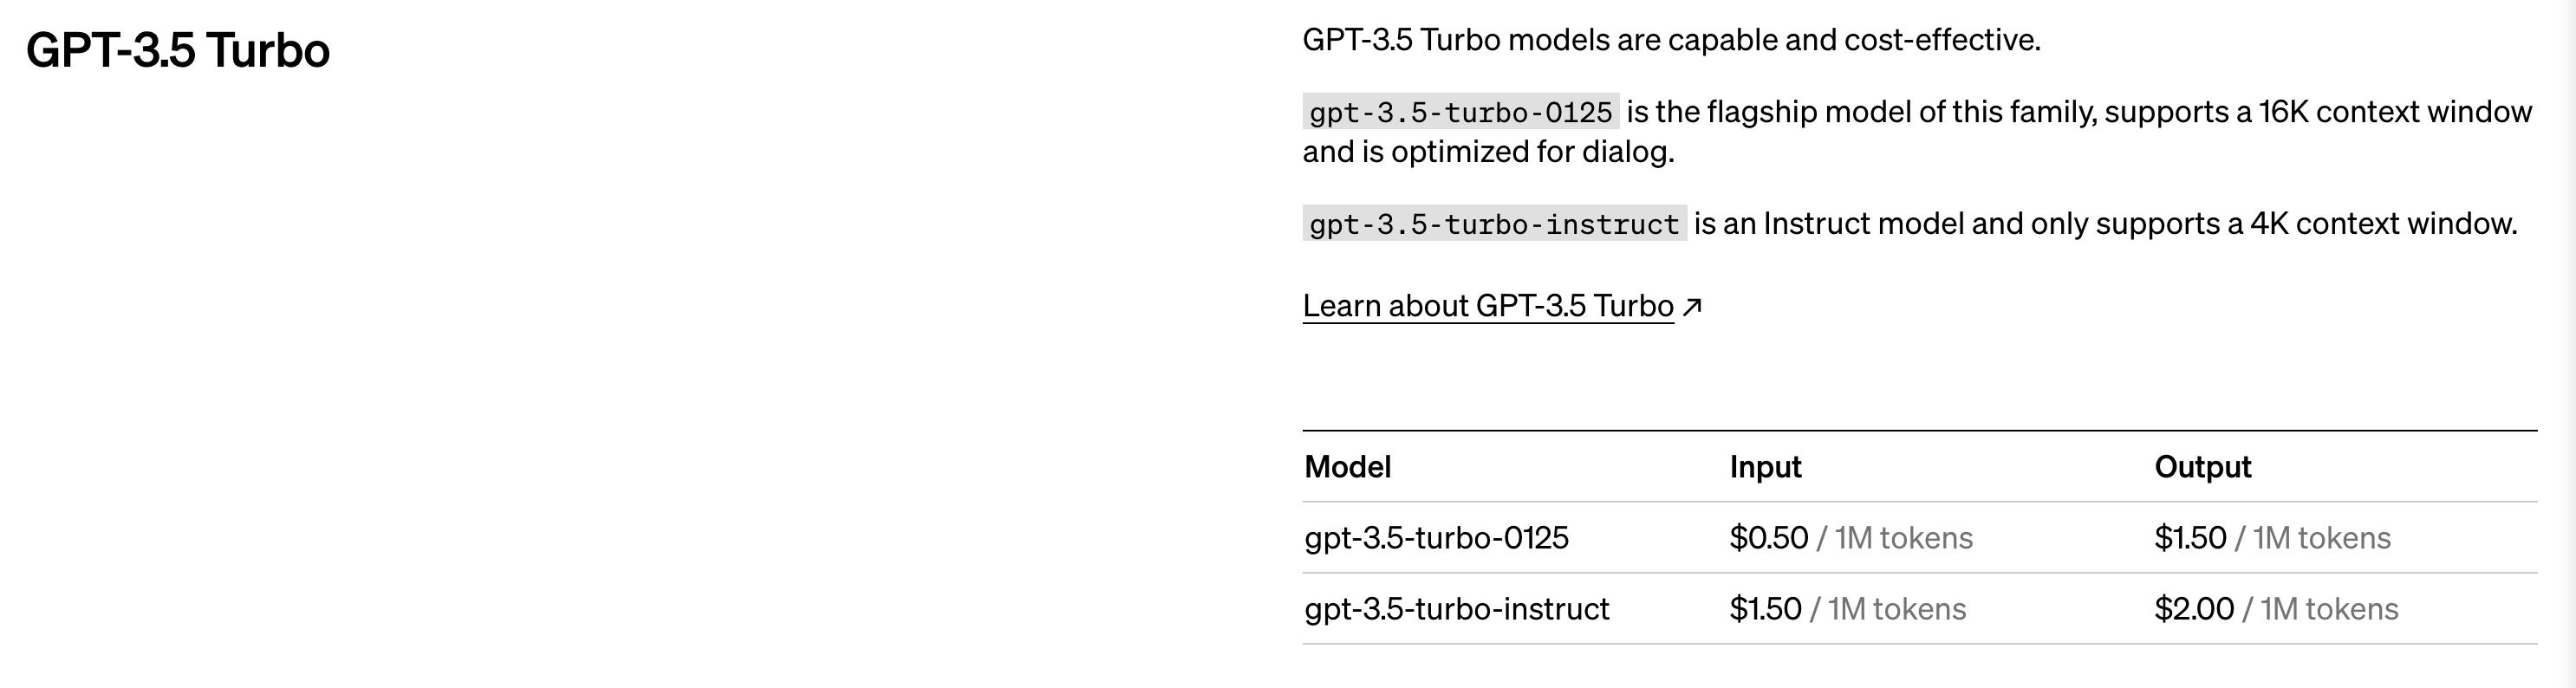 GPT-3.5 Turbo
GPT-3.5 Turbo models are capable and cost-effective.
gpt-3.5-turbo-0125 is the flagship model of this family, supports a 16K context window
and is optimized for dialog.
gpt-3.5-turbo-instruct is an Instruct model and only supports a 4K context window.
Learn about GPT-3.5 Turbo ↗
Model Input Output
gpt-3.5-turbo-0125 $0.50 / 1M tokens $1.50 / 1M tokens
gpt-3.5-turbo-instruct $1.50 / 1M tokens $2.00 / 1M tokens